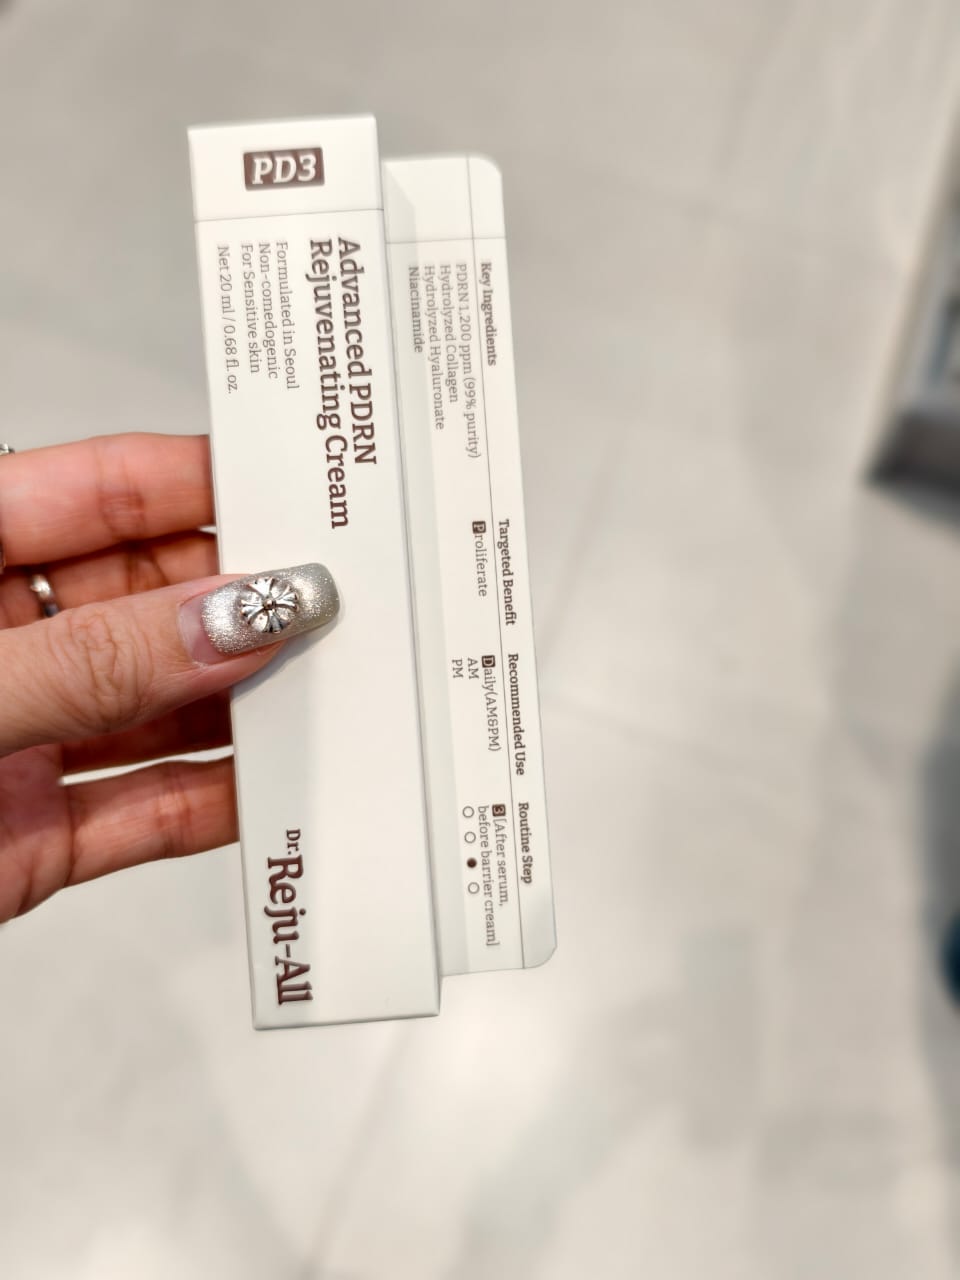 PD3
Advanced PDRN
Rejuvenating Cream
Formulated in Seoul
Non-comedogenic
For Sensitive skin
Net 20 ml / 0.68 fl. oz.
Dr. Reju-All
Key Ingredients
PDRN 1,200 ppm (99% purity)
Hydrolyzed Collagen
Hydrolyzed Hyaluronate
Niacinamide
Targeted Benefit
Proliferate
Recommended Use
Daily(AM&PM)
AM
PM
Routine Step
3 [After serum,
before barrier cream]